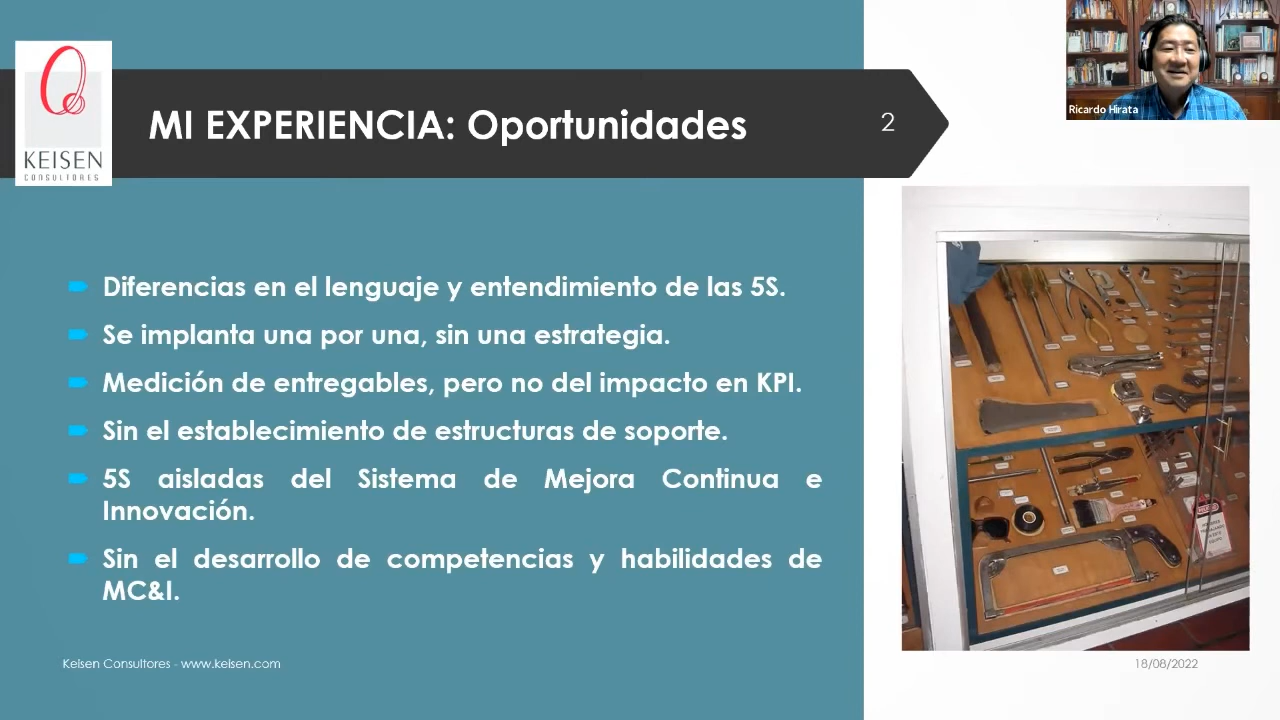 KEISEN
CONSULTORES
MI EXPERIENCIA: Oportunidades
2
Ricardo Hirata
Diferencias en el lenguaje y entendimiento de las 5S.
Se implanta una por una, sin una estrategia.
Medición de entregables, pero no del impacto en KPI.
Sin el establecimiento de estructuras de soporte.
5S aisladas del Sistema de Mejora Continua e
Innovación.
Sin el desarrollo de competencias y habilidades de
MC&I.
Keisen Consultores - www.keisen.com
18/08/2022